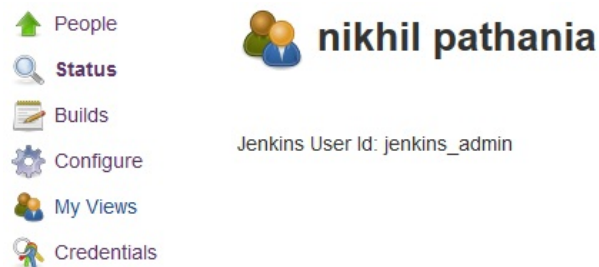 People
Status
Builds
Configure
My Views
Credentials
nikhil pathania
Jenkins User Id: jenkins_admin